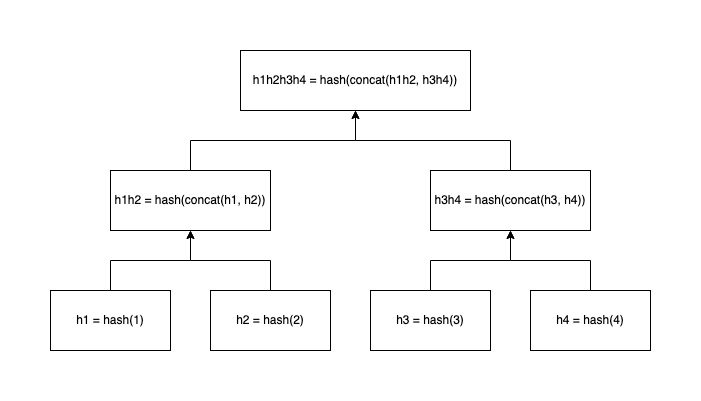 h1h2h3h4 = hash(concat(h1h2, h3h4))
h1h2 = hash(concat(h1, h2))
h3h4 = hash(concat(h3, h4))
h1 = hash(1)
h2 = hash(2)
h3 = hash(3)
h4 = hash(4)